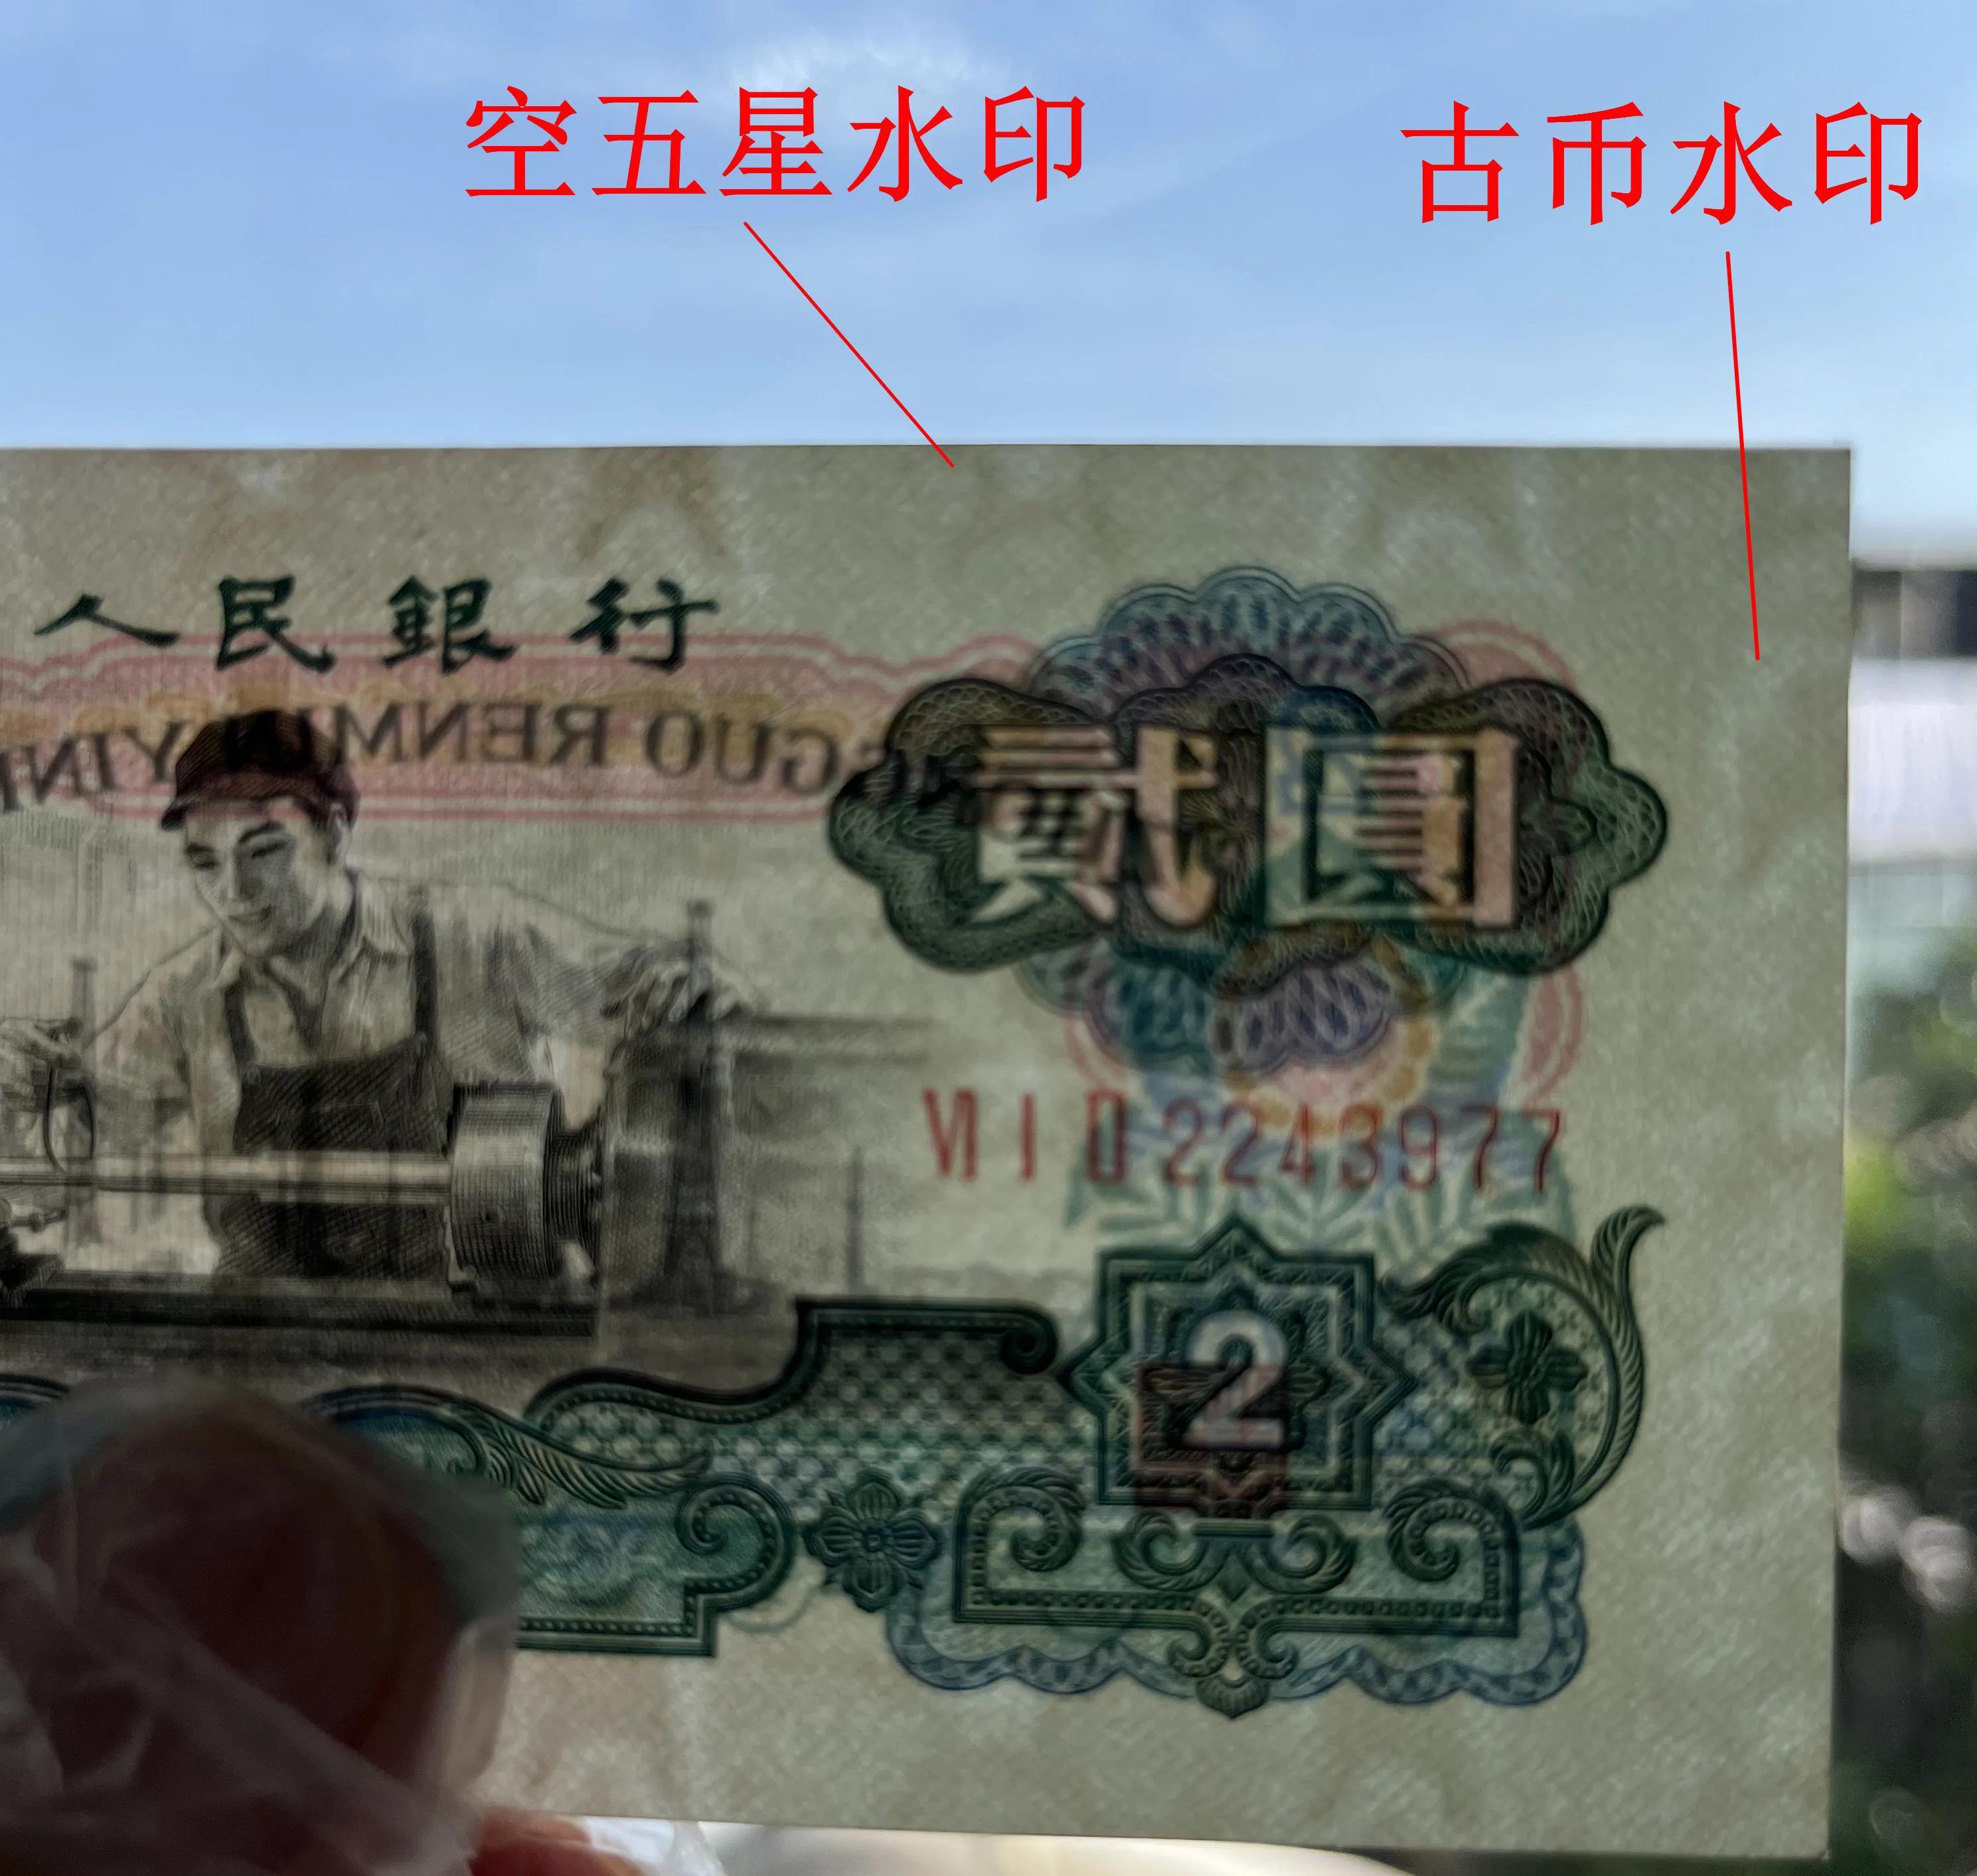 空五星水印
古币水印
人民銀行
GUO RENMIN YIN
貳圓
Ⅵ Ⅰ Ⅱ 2243977
2